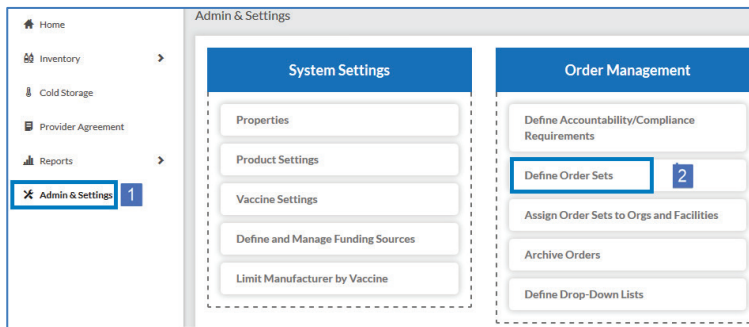 Admin & Settings
Home
Inventory
Cold Storage
Provider Agreement
Reports
Admin & Settings 1
System Settings
Properties
Product Settings
Vaccine Settings
Define and Manage Funding Sources
Limit Manufacturer by Vaccine
Order Management
Define Accountability/Compliance
Requirements
Define Order Sets 2
Assign Order Sets to Orgs and Facilities
Archive Orders
Define Drop-Down Lists